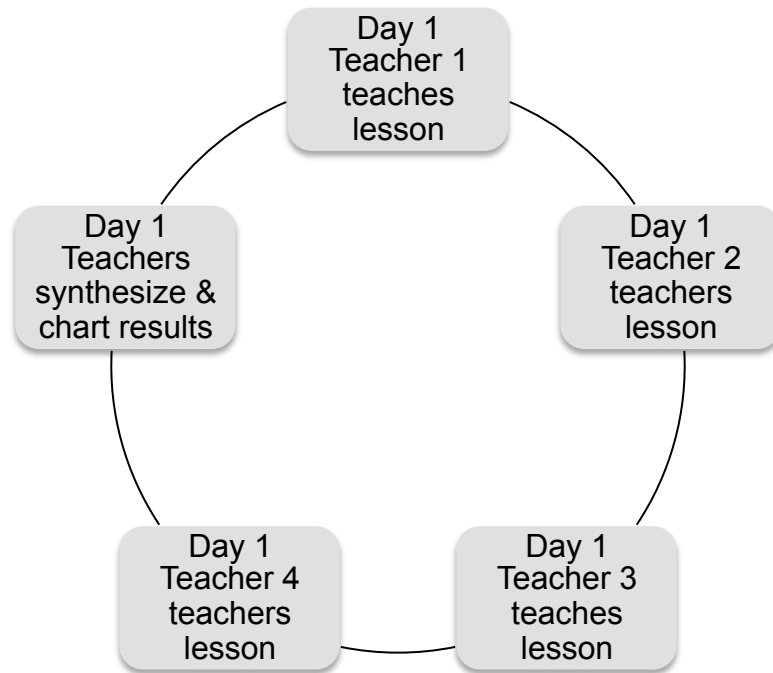 Day 1
Teacher 1
teaches
lesson
Day 1
Teacher 2
teachers
lesson
Day 1
Teacher 3
teaches
lesson
Day 1
Teacher 4
teachers
lesson
Day 1
Teachers
synthesize &
chart results